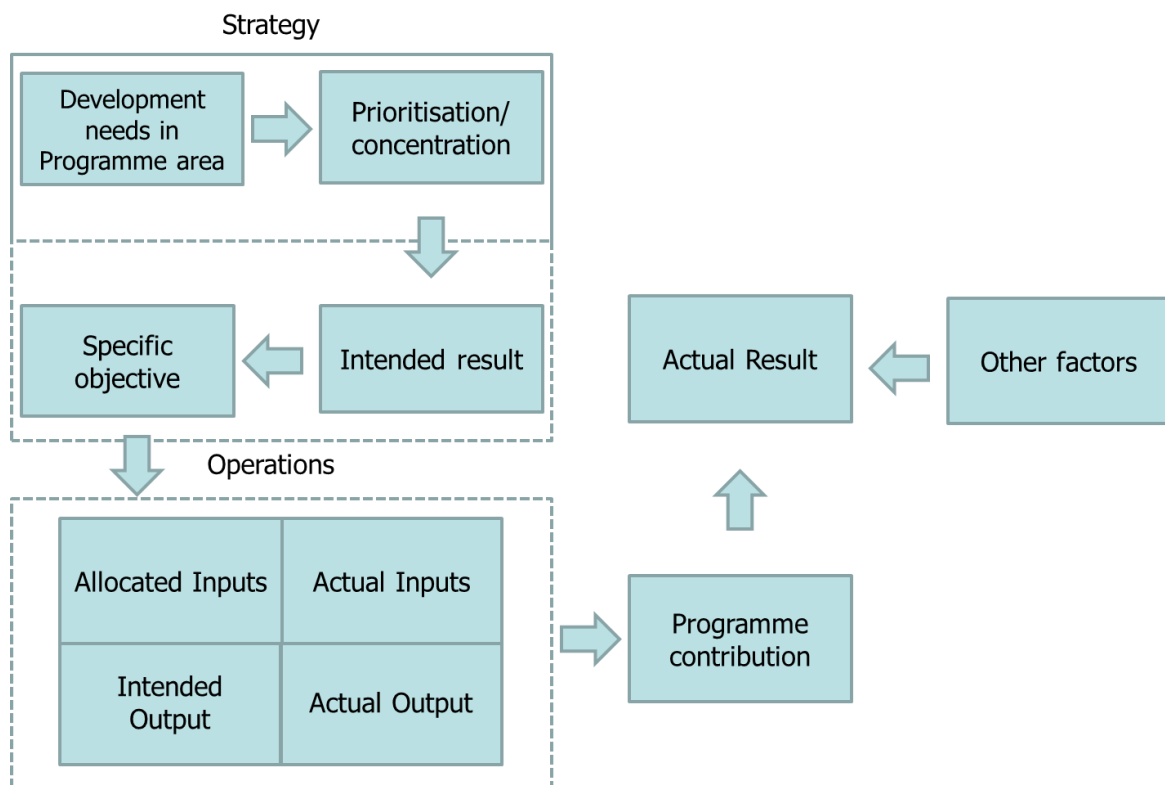 Strategy
Development
needs in
Programme area
Prioritisation/
concentration
Specific
objective
Intended result
Actual Result
Other factors
Operations
Allocated Inputs
Actual Inputs
Intended
Output
Actual Output
Programme
contribution